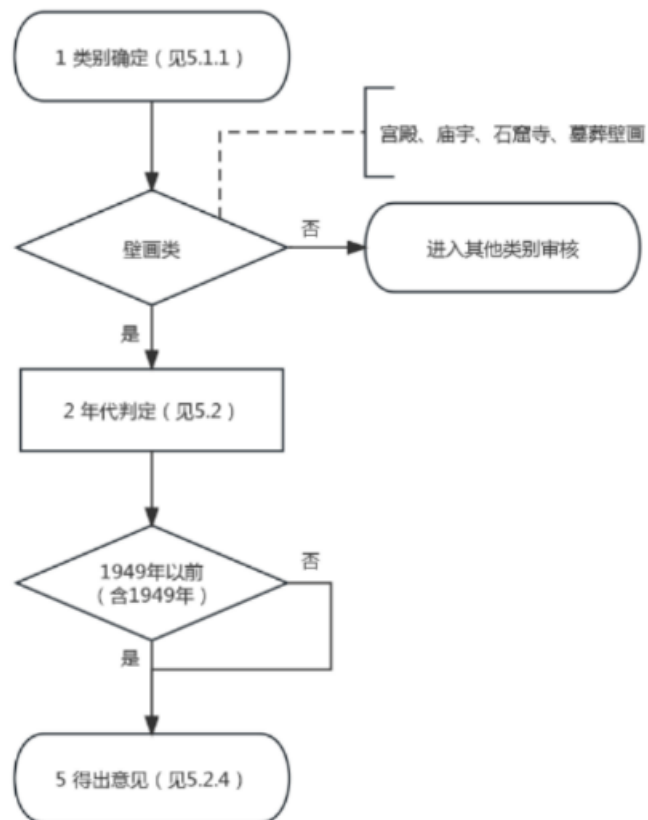 1 类别确定（见5.1.1）
宫殿、庙宇、石窟寺、墓葬壁画
壁画类
否
进入其他类别审核
是
2 年代判定（见5.2）
1949年以前
（含1949年）
否
是
5 得出意见（见5.2.4）